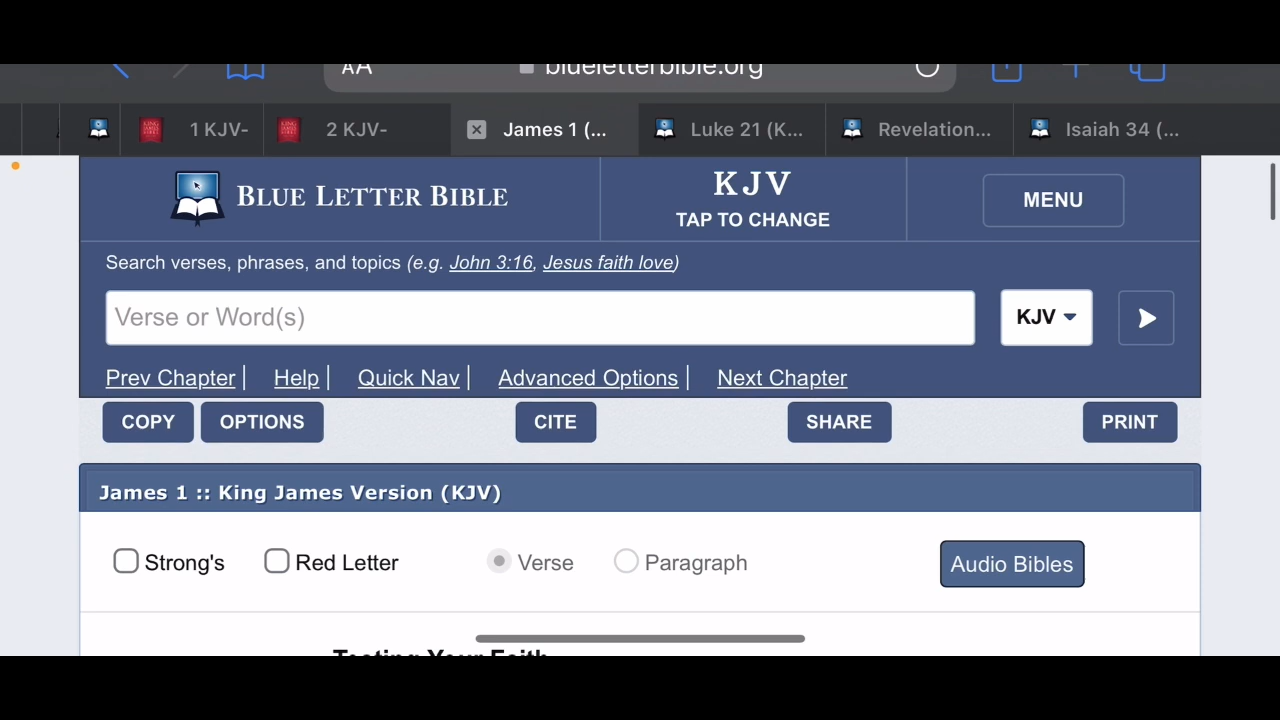 AA blueletterbible.org
1 KJV- 2 KJV- James 1 (... Luke 21 (K... Revelation... Isaiah 34 (...
BLUE LETTER BIBLE
KJV
TAP TO CHANGE
MENU
Search verses, phrases, and topics (e.g. John 3:16, Jesus faith love)
Verse or Word(s) KJV
Prev Chapter | Help | Quick Nav | Advanced Options | Next Chapter
COPY OPTIONS CITE SHARE PRINT
James 1 :: King James Version (KJV)
Strong's Red Letter Verse Paragraph Audio Bibles
Testing Your Faith